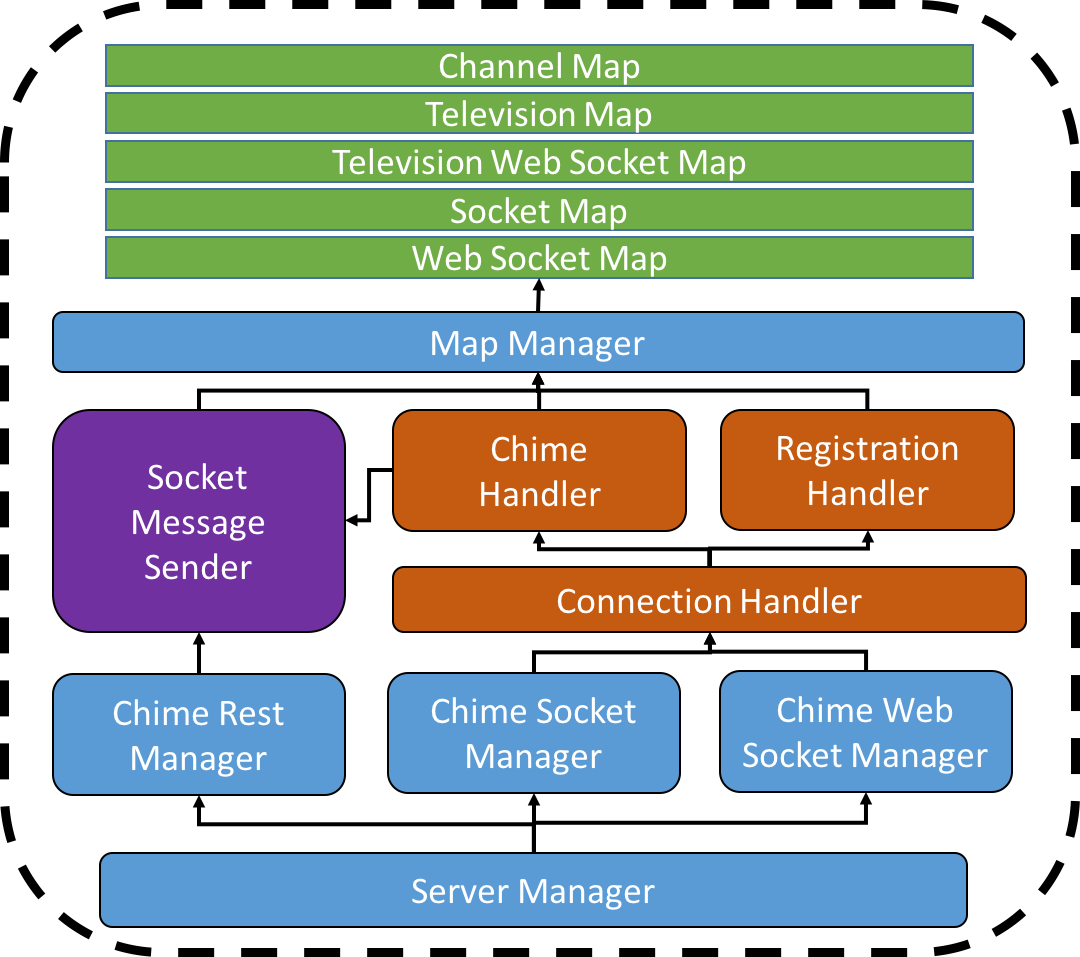 Channel Map
Television Map
Television Web Socket Map
Socket Map
Web Socket Map
Map Manager
Socket
Message
Sender
Chime
Handler
Registration
Handler
Connection Handler
Chime Rest
Manager
Chime Socket
Manager
Chime Web
Socket Manager
Server Manager